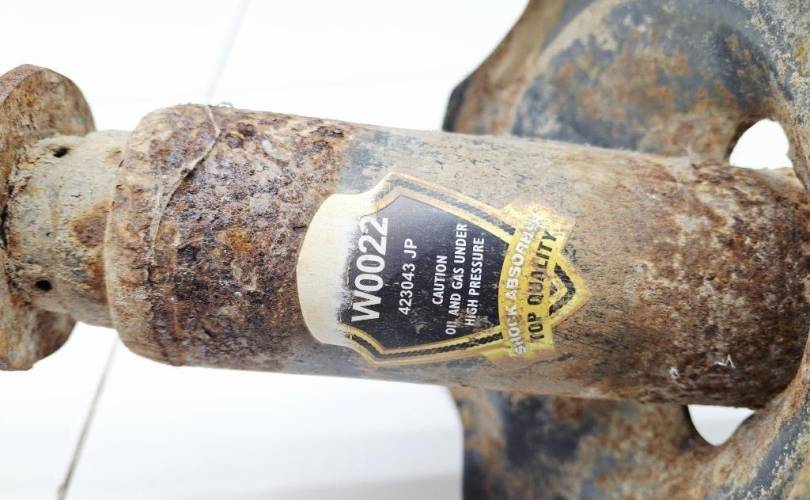 W0022
423043 JP
CAUTION
OIL AND GAS UNDER
HIGH PRESSURE
SHOCK ABSORBER
TOP QUALITY